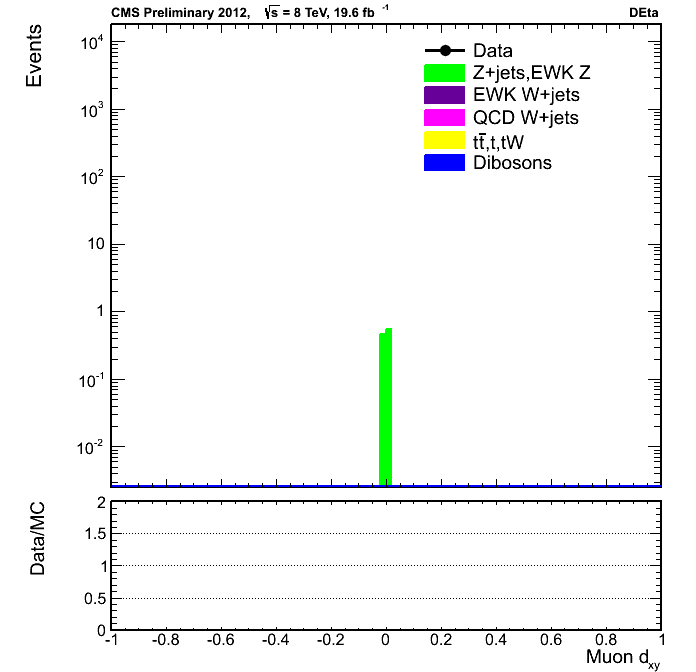 CMS Preliminary 2012, √s = 8 TeV, 19.6 fb⁻¹ DEta
Events
10⁴
10³
10²
10
1
10⁻¹
10⁻²
Data
Z+jets,EWK Z
EWK W+jets
QCD W+jets
tt̅,t,tW
Dibosons
Data/MC
2
1.5
1
0.5
0
-1 -0.8 -0.6 -0.4 -0.2 0 0.2 0.4 0.6 0.8 1
Muon d_xy